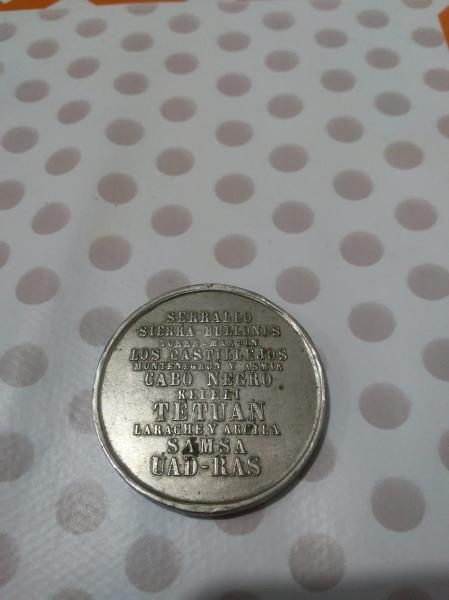 SERRALLO
SIERRA-BULLONES
TORRE-MARTIN
LOS CASTILLEJOS
MONTENEGRON Y ASMIR
CABO NEGRO
KELELI
TETUAN
LARACHE Y ARCILA
SAMSA
UAD-RAS